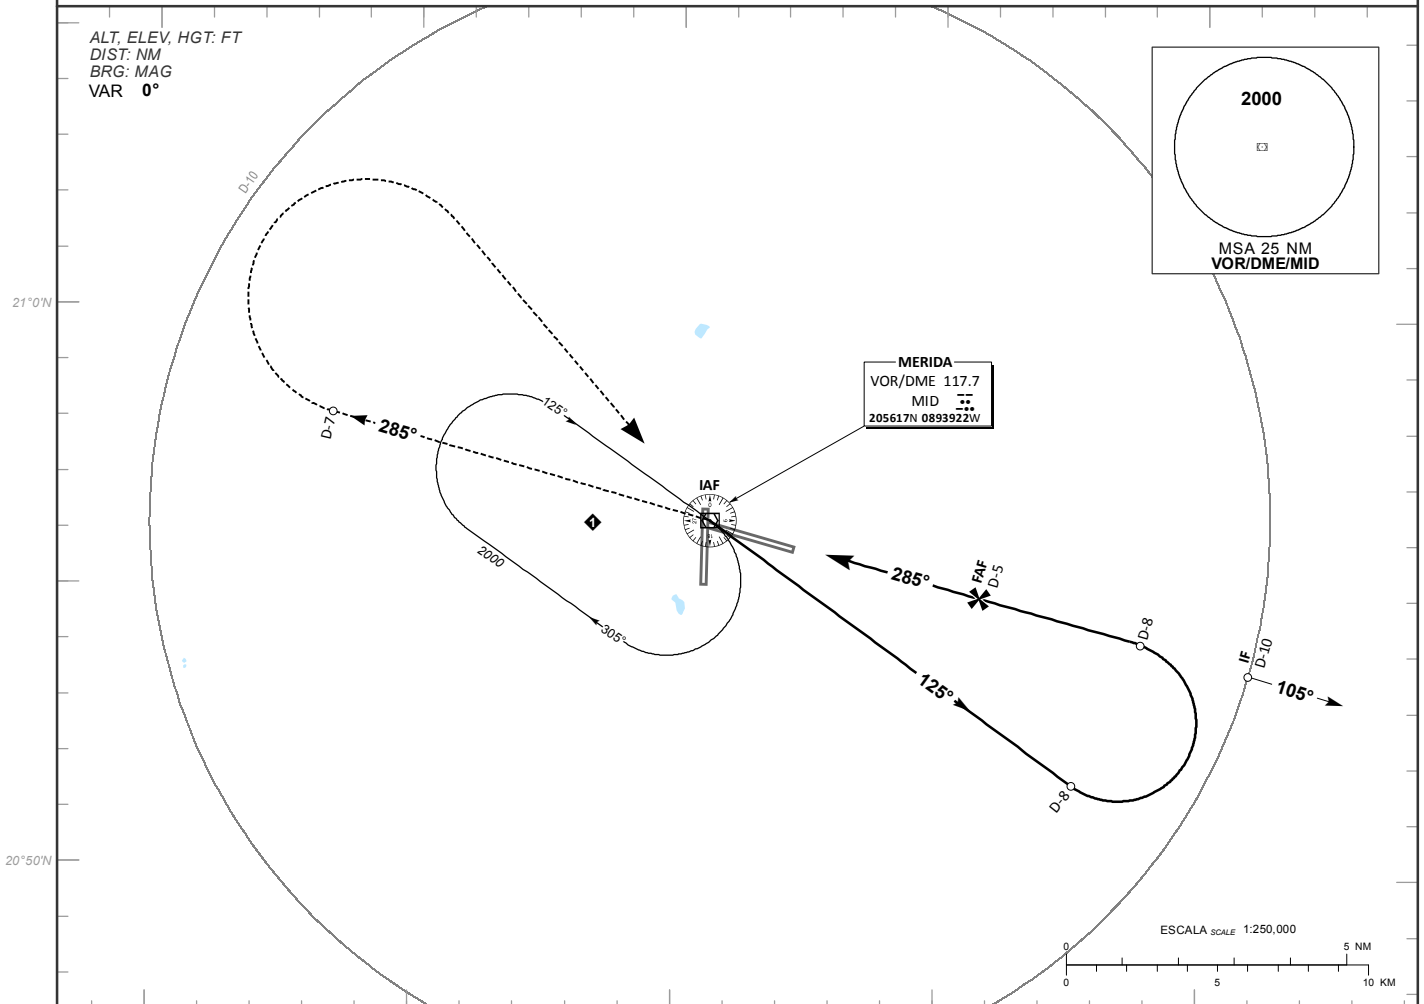 ALT, ELEV, HGT: FT
DIST: NM
BRG: MAG
VAR 0°
2000
MSA 25 NM
VOR/DME/MID
D-10
21°0'N
MERIDA
VOR/DME 117.7
MID
205617N 0893922W
125°
D-7
285°
IAF
1
2000
305°
285°
FAF
D-5
D-8
IF
D-10
105°
125°
D-8
20°50'N
ESCALA SCALE 1:250,000
0 5 NM
0 5 10 KM